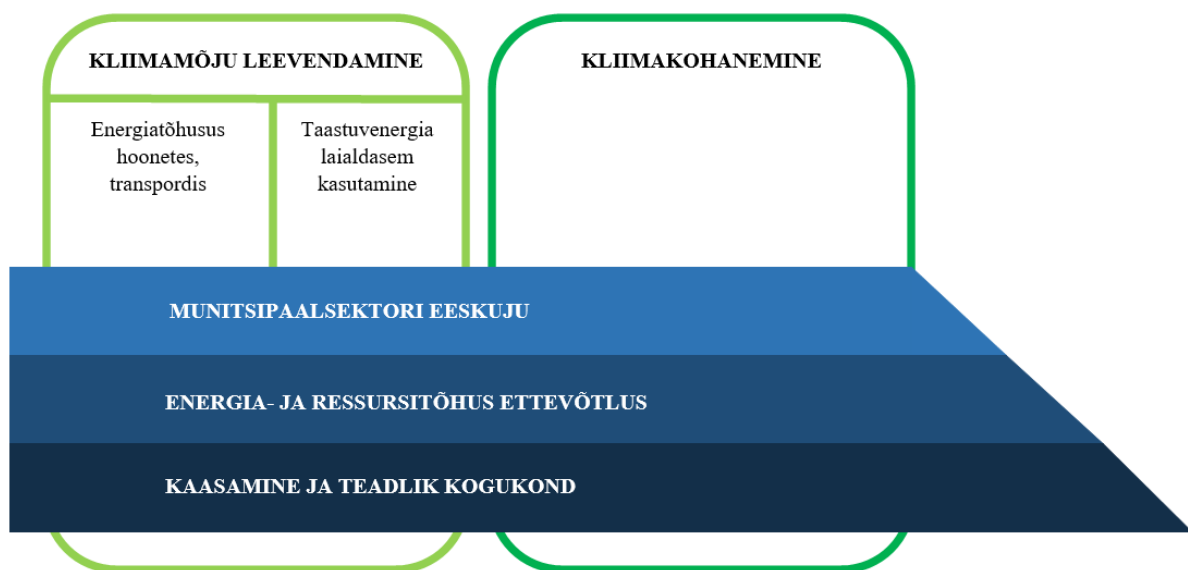 KLIIMAMÕJU LEEVENDAMINE
Energiatõhusus
hoonetes,
transpordis
Taastuvenergia
laialdasem
kasutamine
KLIIMAKOHANEMINE
MUNITSIPAALSEKTORI EESKUJU
ENERGIA- JA RESSURSITÕHUS ETTEVÕTLUS
KAASAMINE JA TEADLIK KOGUKOND